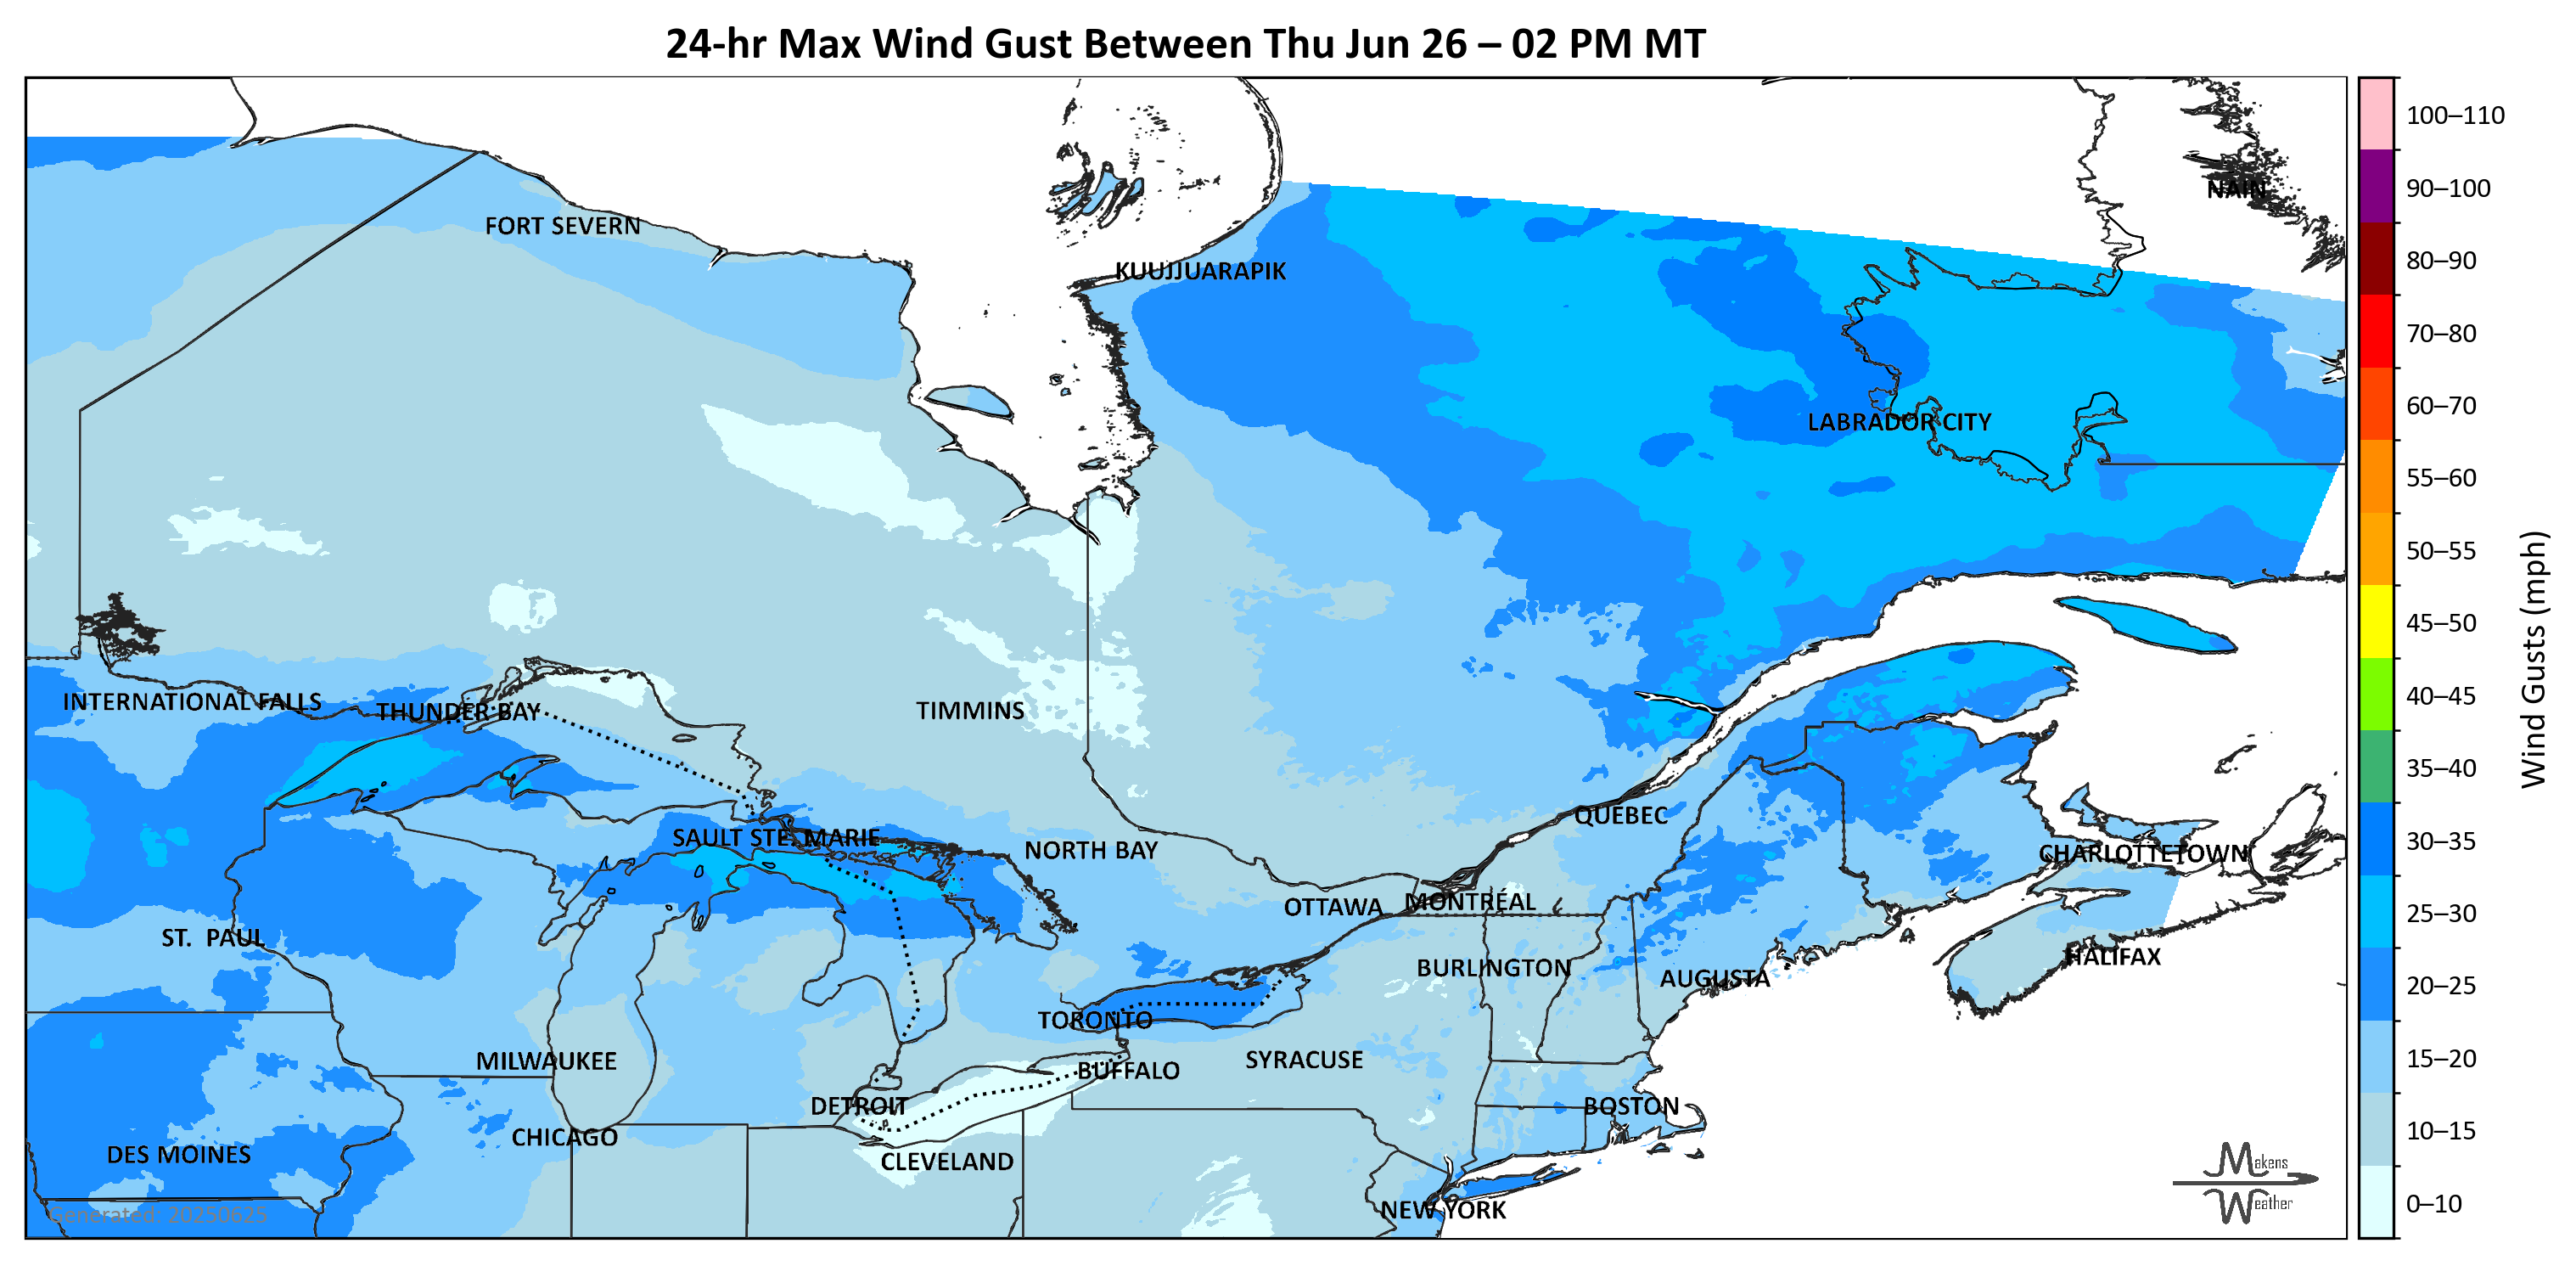 24-hr Max Wind Gust Between Thu Jun 26 – 02 PM MT
100–110
90–100
NAIN
FORT SEVERN
80–90
KUUJJUARAPIK
70–80
60–70
LABRADOR CITY
55–60
50–55
45–50
Wind Gusts (mph)
40–45
INTERNATIONAL FALLS
THUNDER BAY
TIMMINS
35–40
QUEBEC
30–35
SAULT STE. MARIE
NORTH BAY
CHARLOTTETOWN
MONTRÉAL
OTTAWA
25–30
ST. PAUL
HALIFAX
BURLINGTON
AUGUSTA
20–25
TORONTO
MILWAUKEE
SYRACUSE
15–20
BUFFALO
DETROIT
BOSTON
10–15
CHICAGO
DES MOINES
CLEVELAND
Makens
Weather
0–10
NEW YORK
Generated: 20250625